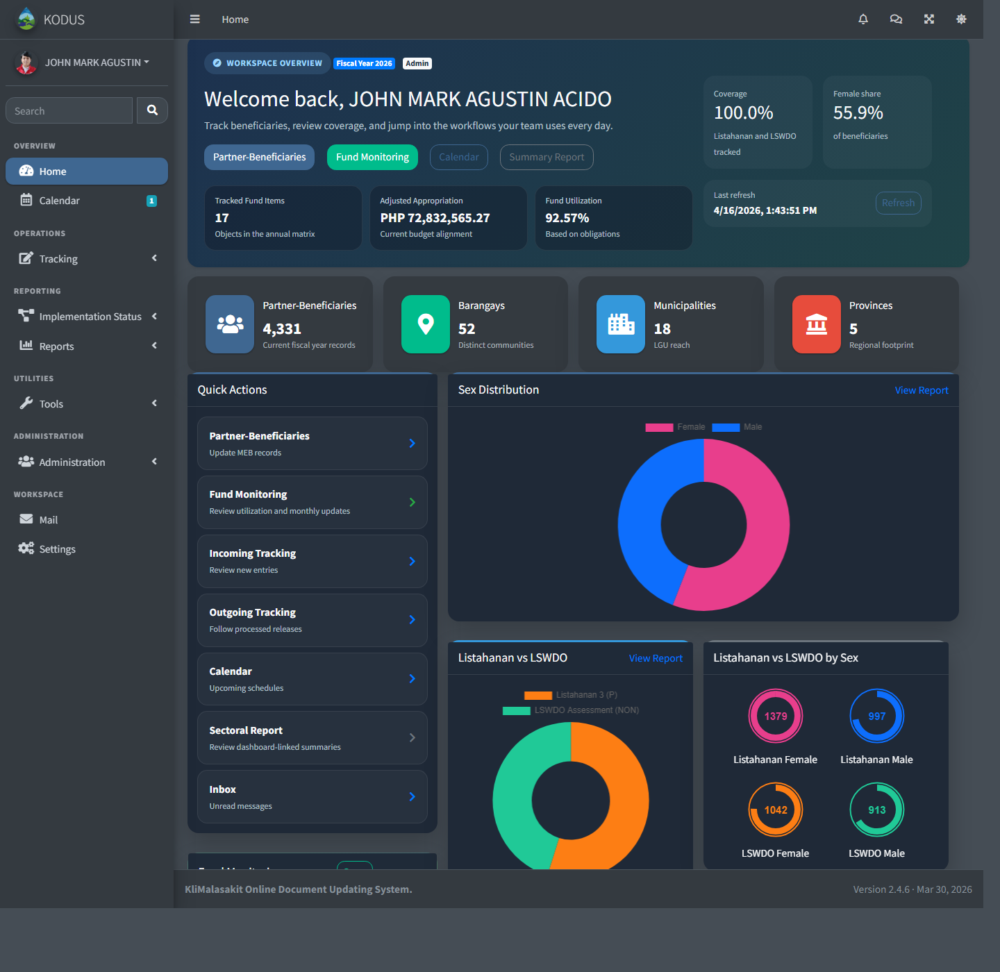 KODUS
Home
JOHN MARK AGUSTIN
Search
OVERVIEW
Home
Calendar
1
OPERATIONS
Tracking
REPORTING
Implementation Status
Reports
UTILITIES
Tools
ADMINISTRATION
Administration
WORKSPACE
Mail
Settings
WORKSPACE OVERVIEW
Fiscal Year 2026
Admin
Welcome back, JOHN MARK AGUSTIN ACIDO
Track beneficiaries, review coverage, and jump into the workflows your team uses every day.
Partner-Beneficiaries
Fund Monitoring
Calendar
Summary Report
Tracked Fund Items
17
Objects in the annual matrix
Adjusted Appropriation
PHP 72,832,565.27
Current budget alignment
Fund Utilization
92.57%
Based on obligations
Coverage
100.0%
Listahanan and LSWDO
tracked
Female share
55.9%
of beneficiaries
Last refresh
4/16/2026, 1:43:51 PM
Refresh
Partner-Beneficiaries
4,331
Current fiscal year records
Barangays
52
Distinct communities
Municipalities
18
LGU reach
Provinces
5
Regional footprint
Quick Actions
Partner-Beneficiaries
Update MEB records
Fund Monitoring
Review utilization and monthly updates
Incoming Tracking
Review new entries
Outgoing Tracking
Follow processed releases
Calendar
Upcoming schedules
Sectoral Report
Review dashboard-linked summaries
Inbox
Unread messages
Sex Distribution
View Report
Female
Male
Listahanan vs LSWDO
View Report
Listahanan 3 (P)
LSWDO Assessment (NON)
Listahanan vs LSWDO by Sex
1379
Listahanan Female
997
Listahanan Male
1042
LSWDO Female
913
LSWDO Male
KliMalasakit Online Document Updating System.
Version 2.4.6 · Mar 30, 2026